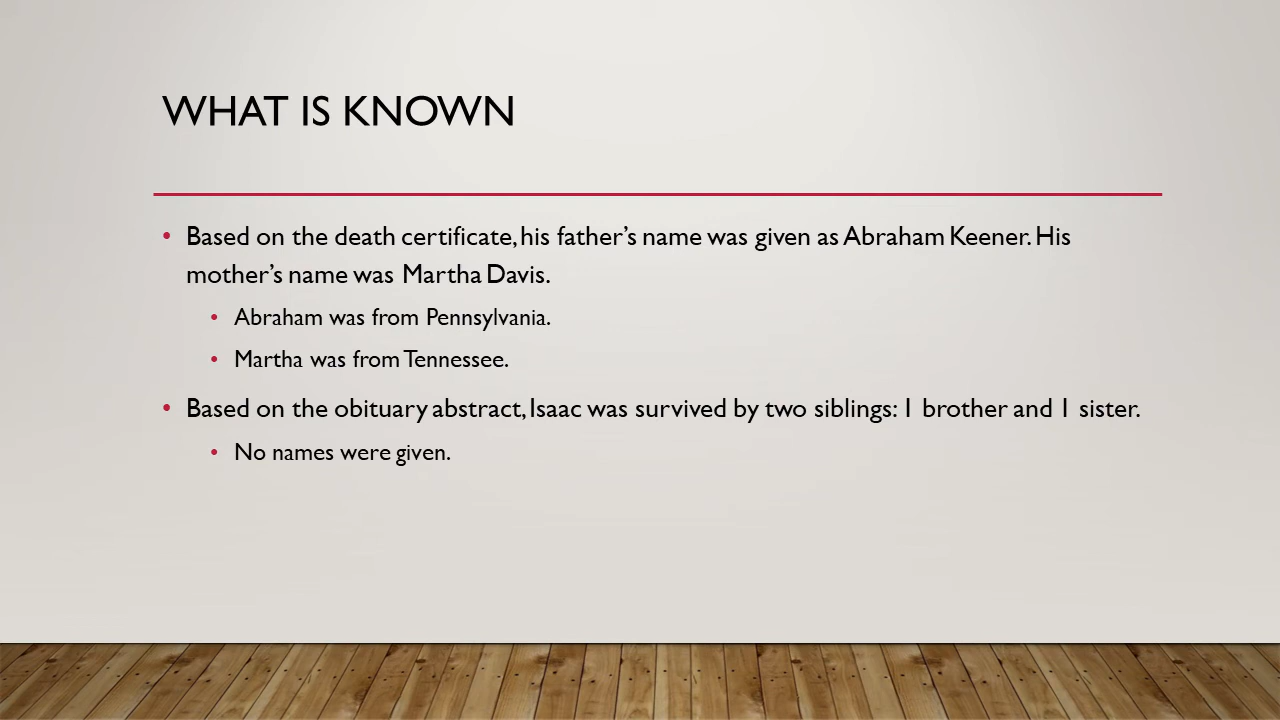 WHAT IS KNOWN
• Based on the death certificate, his father’s name was given as Abraham Keener. His
mother’s name was Martha Davis.
• Abraham was from Pennsylvania.
• Martha was from Tennessee.
• Based on the obituary abstract, Isaac was survived by two siblings: 1 brother and 1 sister.
• No names were given.